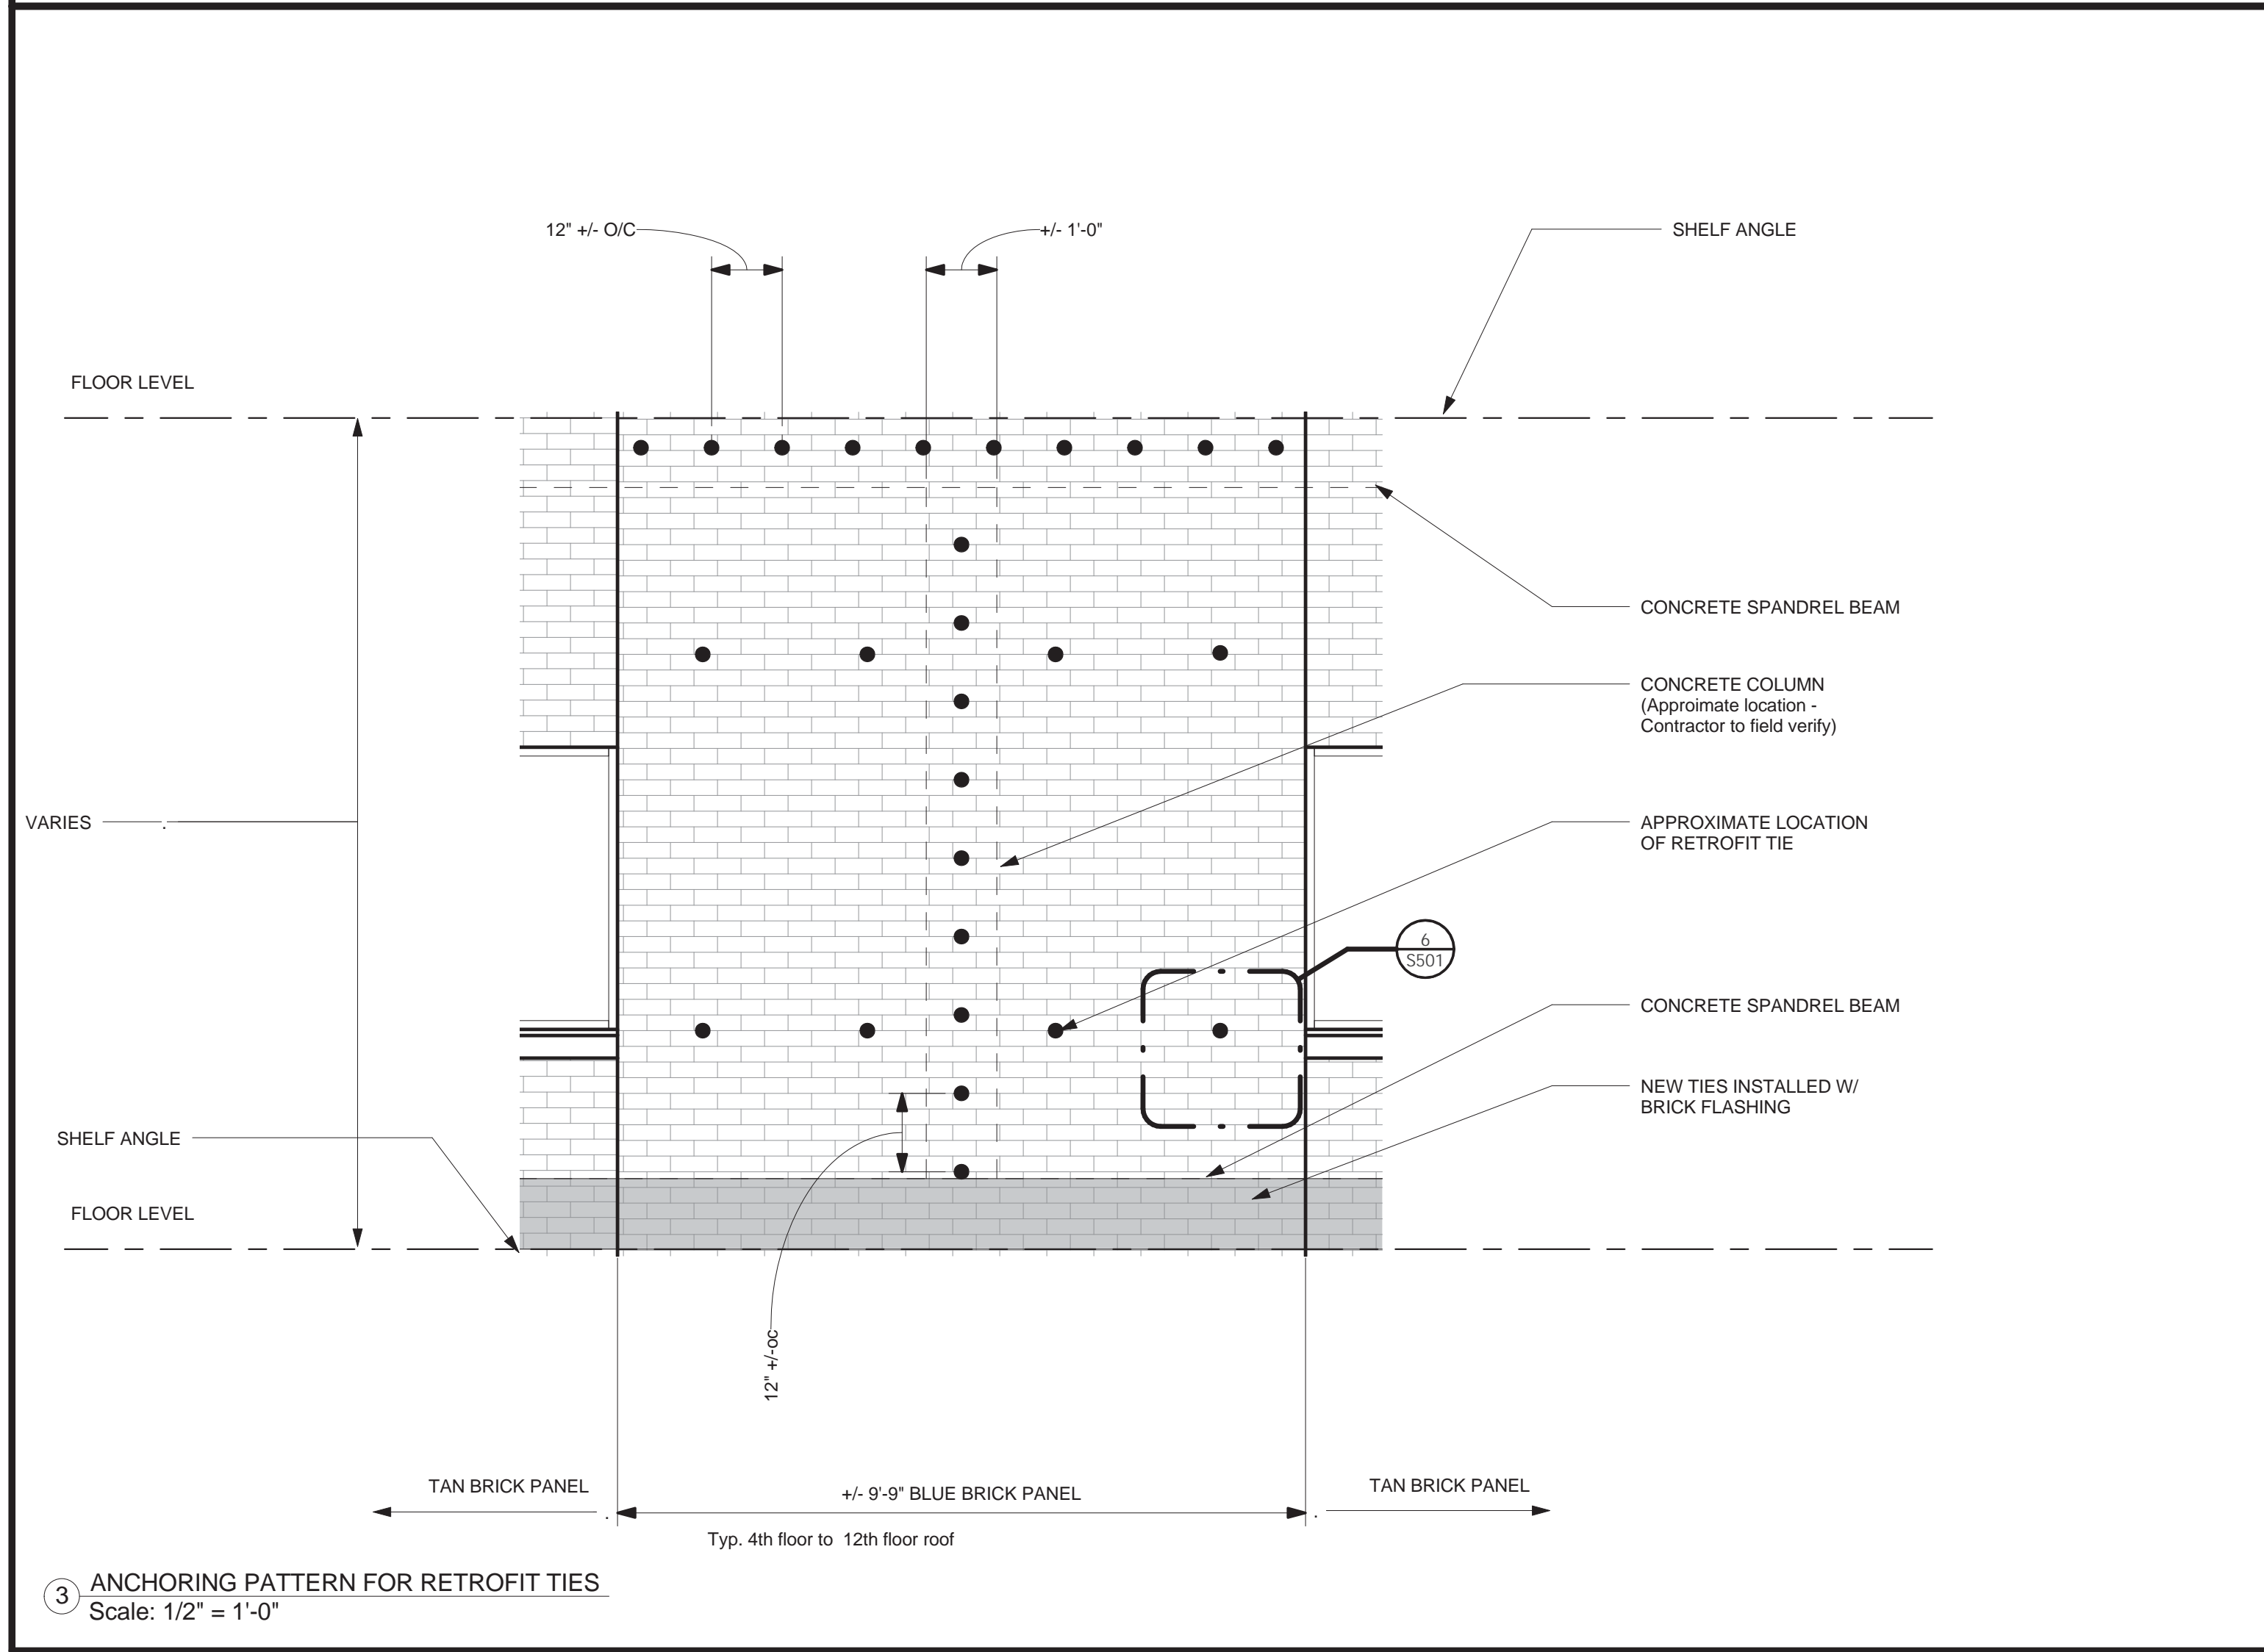 12" +/- O/C
+/- 1'-0"
SHELF ANGLE
FLOOR LEVEL
CONCRETE SPANDREL BEAM
CONCRETE COLUMN
(Approimate location -
Contractor to field verify)
VARIES
APPROXIMATE LOCATION
OF RETROFIT TIE
6
S501
CONCRETE SPANDREL BEAM
NEW TIES INSTALLED W/
BRICK FLASHING
SHELF ANGLE
FLOOR LEVEL
12" +/-oc
TAN BRICK PANEL
+/- 9'-9" BLUE BRICK PANEL
TAN BRICK PANEL
Typ. 4th floor to 12th floor roof
3
ANCHORING PATTERN FOR RETROFIT TIES
Scale: 1/2" = 1'-0"